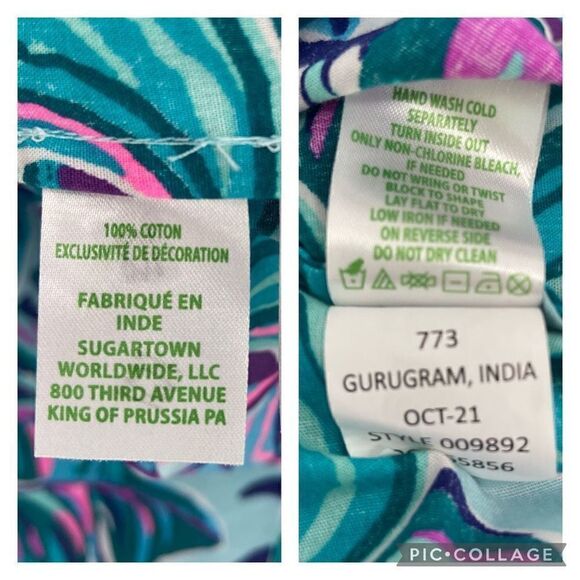 100% COTON
EXCLUSIVITÉ DE DÉCORATION
FABRIQUÉ EN
INDE
SUGARTOWN
WORLDWIDE, LLC
800 THIRD AVENUE
KING OF PRUSSIA PA
HAND WASH COLD
SEPARATELY
TURN INSIDE OUT
ONLY NON-CHLORINE BLEACH,
IF NEEDED
DO NOT WRING OR TWIST
BLOCK TO SHAPE
LAY FLAT TO DRY
LOW IRON IF NEEDED
ON REVERSE SIDE
DO NOT DRY CLEAN
773
GURUGRAM, INDIA
OCT-21
STYLE 009892
PIC•COLLAGE